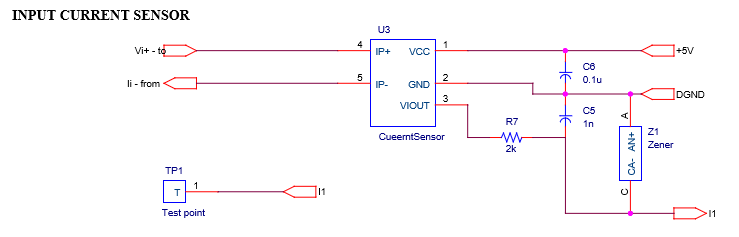 INPUT CURRENT SENSOR
U3
Vi+ - to
4
IP+
VCC
1
+5V
C6
0.1u
Ii - from
5
IP-
GND
2
DGND
VIOUT
3
C5
1n
R7
2k
CueerntSensor
A
AN+
CA-
C
Z1
Zener
TP1
T
1
I1
Test point
I1